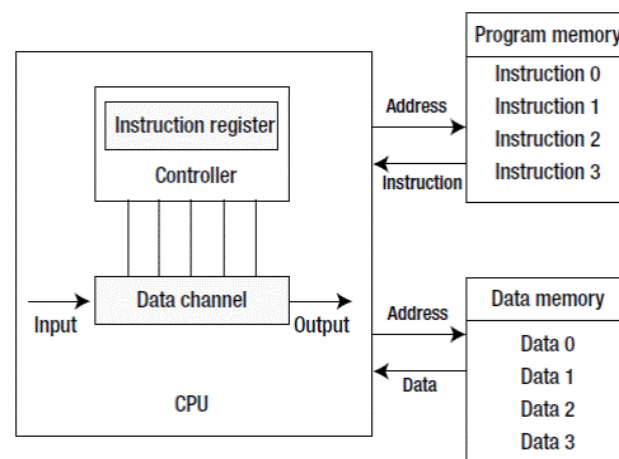 Program memory
Instruction 0
Instruction 1
Instruction 2
Instruction 3
Instruction register
Controller
Address
Instruction
Data channel
Input
Output
CPU
Address
Data
Data memory
Data 0
Data 1
Data 2
Data 3